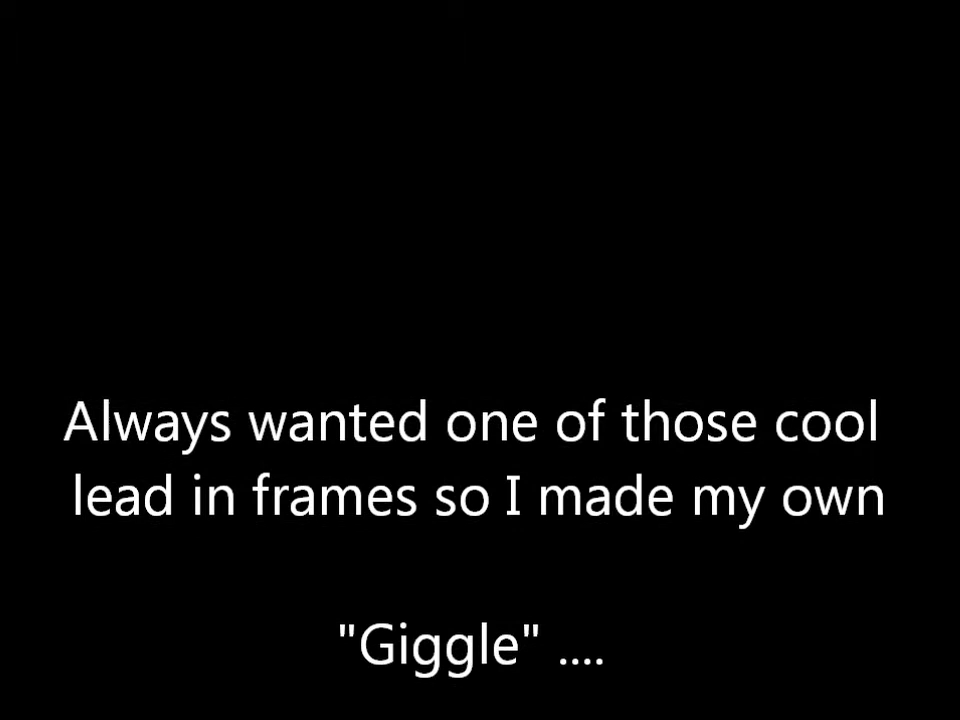 Always wanted one of those cool
lead in frames so I made my own
"Giggle" ....